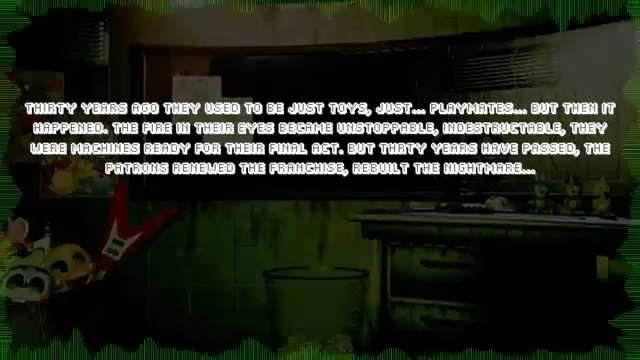 THIRTY YEARS AGO THEY USED TO BE JUST TOYS, JUST... PLAYMATES... BUT THEN IT
HAPPENED. THE FIRE IN THEIR EYES BECAME UNSTOPPABLE, INDESTRUCTABLE, THEY
WERE MACHINES READY FOR THEIR FINAL ACT. BUT THRTY YEARS HAVE PASSED, THE
PATRONS RENEWED THE FRANCHISE, REBUILT THE NIGHTMARE...